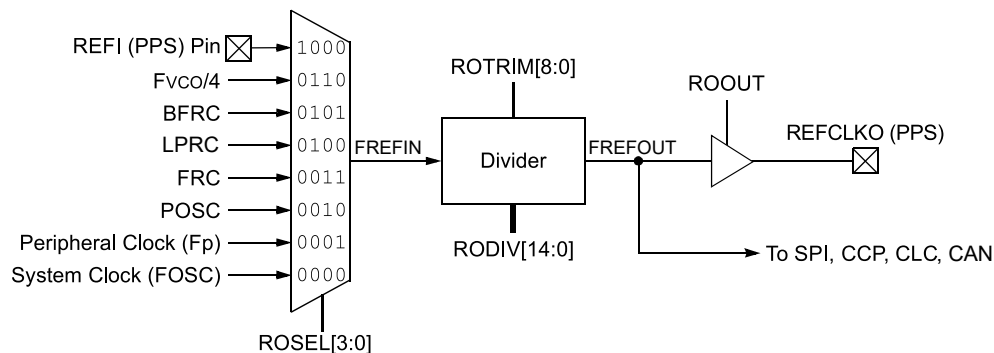 REFI (PPS) Pin
1000
FVCO/4
0110
BFRC
0101
LPRC
0100
FRC
0011
POSC
0010
Peripheral Clock (Fp)
0001
System Clock (FOSC)
0000
ROSEL[3:0]
FREFIN
ROTRIM[8:0]
Divider
RODIV[14:0]
FREFOUT
ROOUT
REFCLKO (PPS)
To SPI, CCP, CLC, CAN